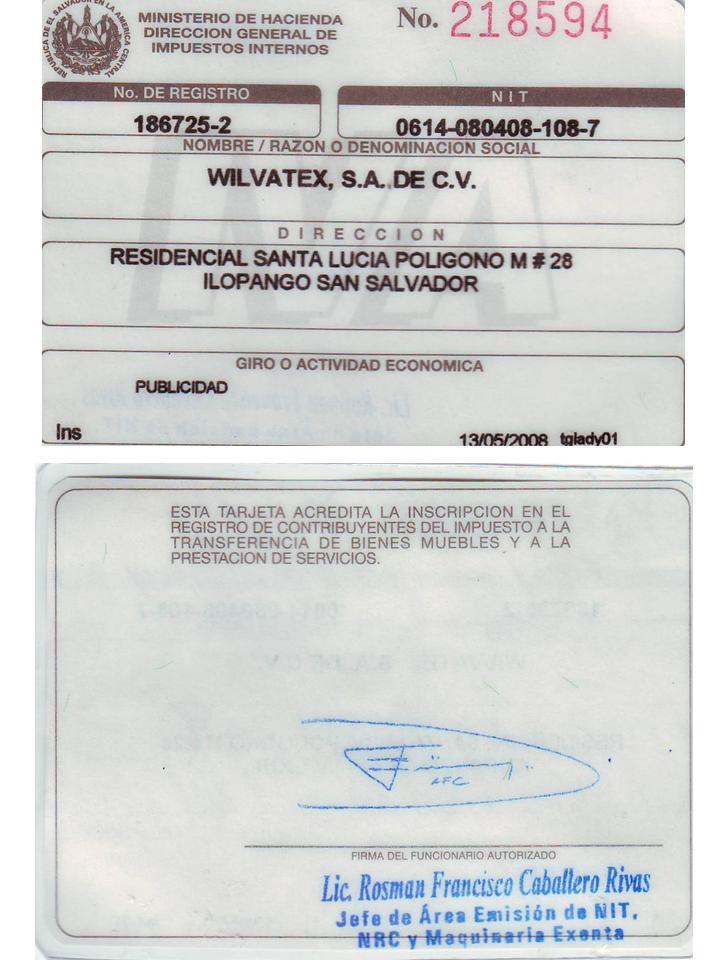 REPUBLICA DE EL SALVADOR EN LA AMERICA CENTRAL
MINISTERIO DE HACIENDA
DIRECCION GENERAL DE
IMPUESTOS INTERNOS
No. 218594
No. DE REGISTRO
NIT
186725-2
0614-080408-108-7
NOMBRE / RAZON O DENOMINACION SOCIAL
WILVATEX, S.A. DE C.V.
DIRECCION
RESIDENCIAL SANTA LUCIA POLIGONO M # 28
ILOPANGO SAN SALVADOR
IVA
GIRO O ACTIVIDAD ECONOMICA
PUBLICIDAD
Ins
13/05/2008 tglady01
ESTA TARJETA ACREDITA LA INSCRIPCION EN EL
REGISTRO DE CONTRIBUYENTES DEL IMPUESTO A LA
TRANSFERENCIA DE BIENES MUEBLES Y A LA
PRESTACION DE SERVICIOS.
FIRMA DEL FUNCIONARIO AUTORIZADO
Lic. Rosman Francisco Caballero Rivas
Jefe de Área Emisión de NIT,
NRC y Maquinaria Exenta